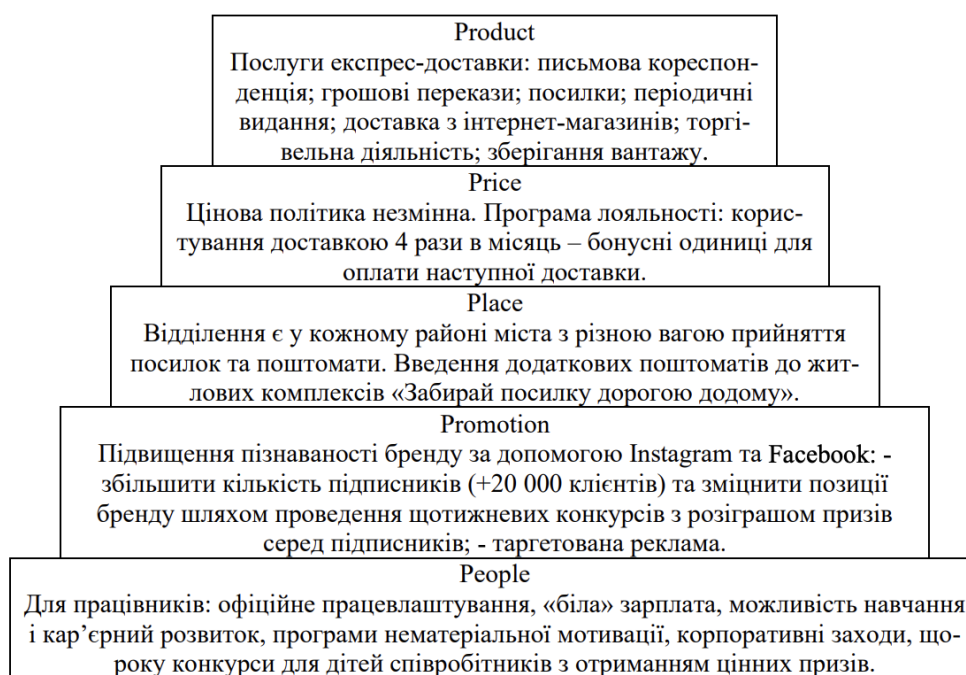 Product
Послуги експрес-доставки: письмова кореспон-
денція; грошові перекази; посилки; періодичні
видання; доставка з інтернет-магазинів; торгі-
вельна діяльність; зберігання вантажу.
Price
Цінова політика незмінна. Програма лояльності: корис-
тування доставкою 4 рази в місяць – бонусні одиниці для
оплати наступної доставки.
Place
Відділення є у кожному районі міста з різною вагою прийняття
посилок та поштомати. Введення додаткових поштоматів до жит-
лових комплексів «Забирай посилку дорогою додому».
Promotion
Підвищення пізнаваності бренду за допомогою Instagram та Facebook: -
збільшити кількість підписників (+20 000 клієнтів) та зміцнити позиції
бренду шляхом проведення щотижневих конкурсів з розіграшом призів
серед підписників; - таргетована реклама.
People
Для працівників: офіційне працевлаштування, «біла» зарплата, можливість навчання
і кар’єрний розвиток, програми нематеріальної мотивації, корпоративні заходи, що-
року конкурси для дітей співробітників з отриманням цінних призів.